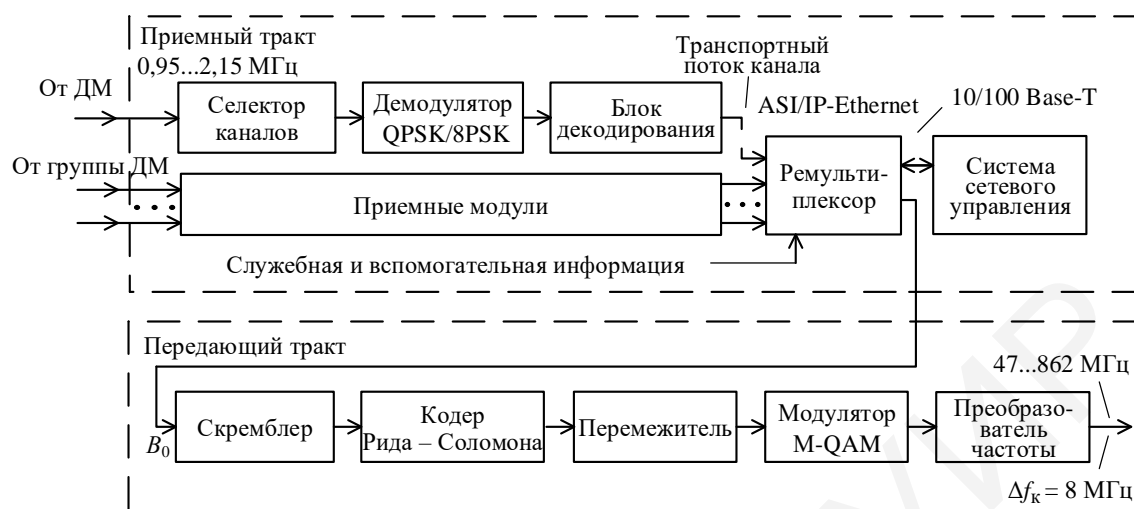 Приемный тракт
0,95...2,15 МГц
От ДМ
Селектор
каналов
Демодулятор
QPSK/8PSK
Блок
декодирования
Транспортный
поток канала
ASI/IP-Ethernet
10/100 Base-T
От группы ДМ
Приемные модули
Ремульти-
плексор
Система
сетевого
управления
Служебная и вспомогательная информация
Передающий тракт
47...862 МГц
B₀
Скремблер
Кодер
Рида – Соломона
Перемежитель
Модулятор
M-QAM
Преобразо-
ватель
частоты
Δfк = 8 МГц
УИР